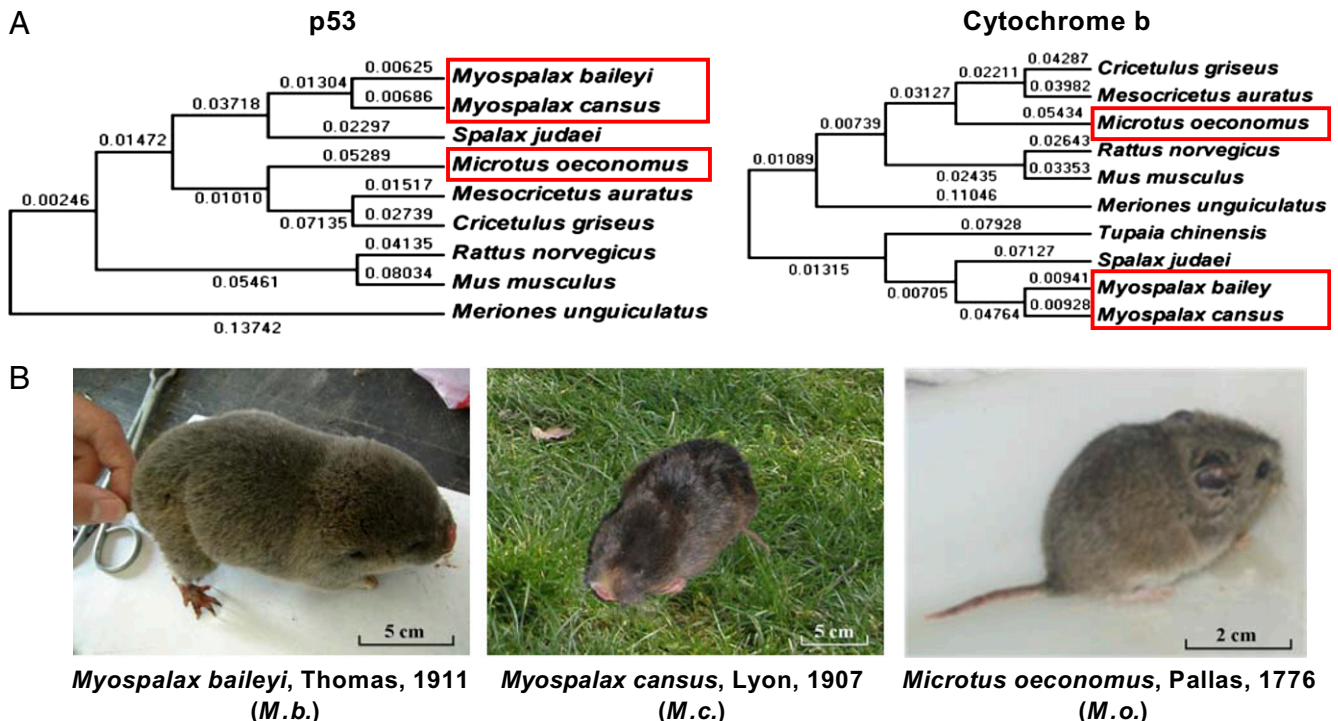 A
p53
Cytochrome b
0.00625
Myospalax baileyi
0.01304
0.00686
Myospalax cansus
0.03718
0.02297
Spalax judaei
0.01472
0.05289
Microtus oeconomus
0.00246
0.01010
0.01517
Mesocricetus auratus
0.07135
0.02739
Cricetulus griseus
0.04135
Rattus norvegicus
0.05461
0.08034
Mus musculus
0.13742
Meriones unguiculatus
0.04287
Cricetulus griseus
0.02211
0.03982
Mesocricetus auratus
0.03127
0.05434
Microtus oeconomus
0.00739
0.02643
Rattus norvegicus
0.02435
0.03353
Mus musculus
0.01089
0.11046
Meriones unguiculatus
0.07928
Tupaia chinensis
0.01315
0.07127
Spalax judaei
0.00705
0.00941
Myospalax bailey
0.04764
0.00928
Myospalax cansus
B
5 cm
5 cm
2 cm
Myospalax baileyi, Thomas, 1911
(M.b.)
Myospalax cansus, Lyon, 1907
(M.c.)
Microtus oeconomus, Pallas, 1776
(M.o.)